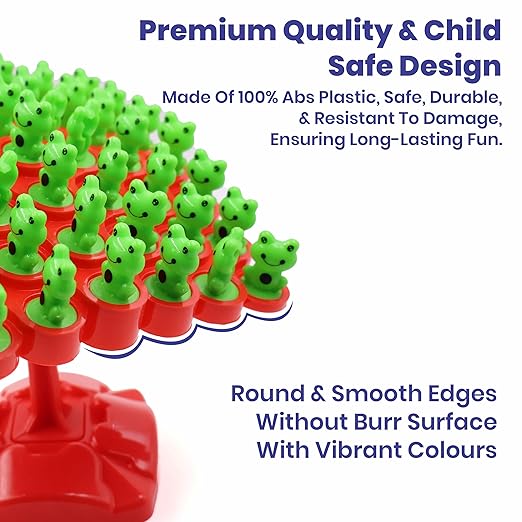 Premium Quality & Child
Safe Design
Made Of 100% Abs Plastic, Safe, Durable,
& Resistant To Damage,
Ensuring Long-Lasting Fun.
Round & Smooth Edges
Without Burr Surface
With Vibrant Colours